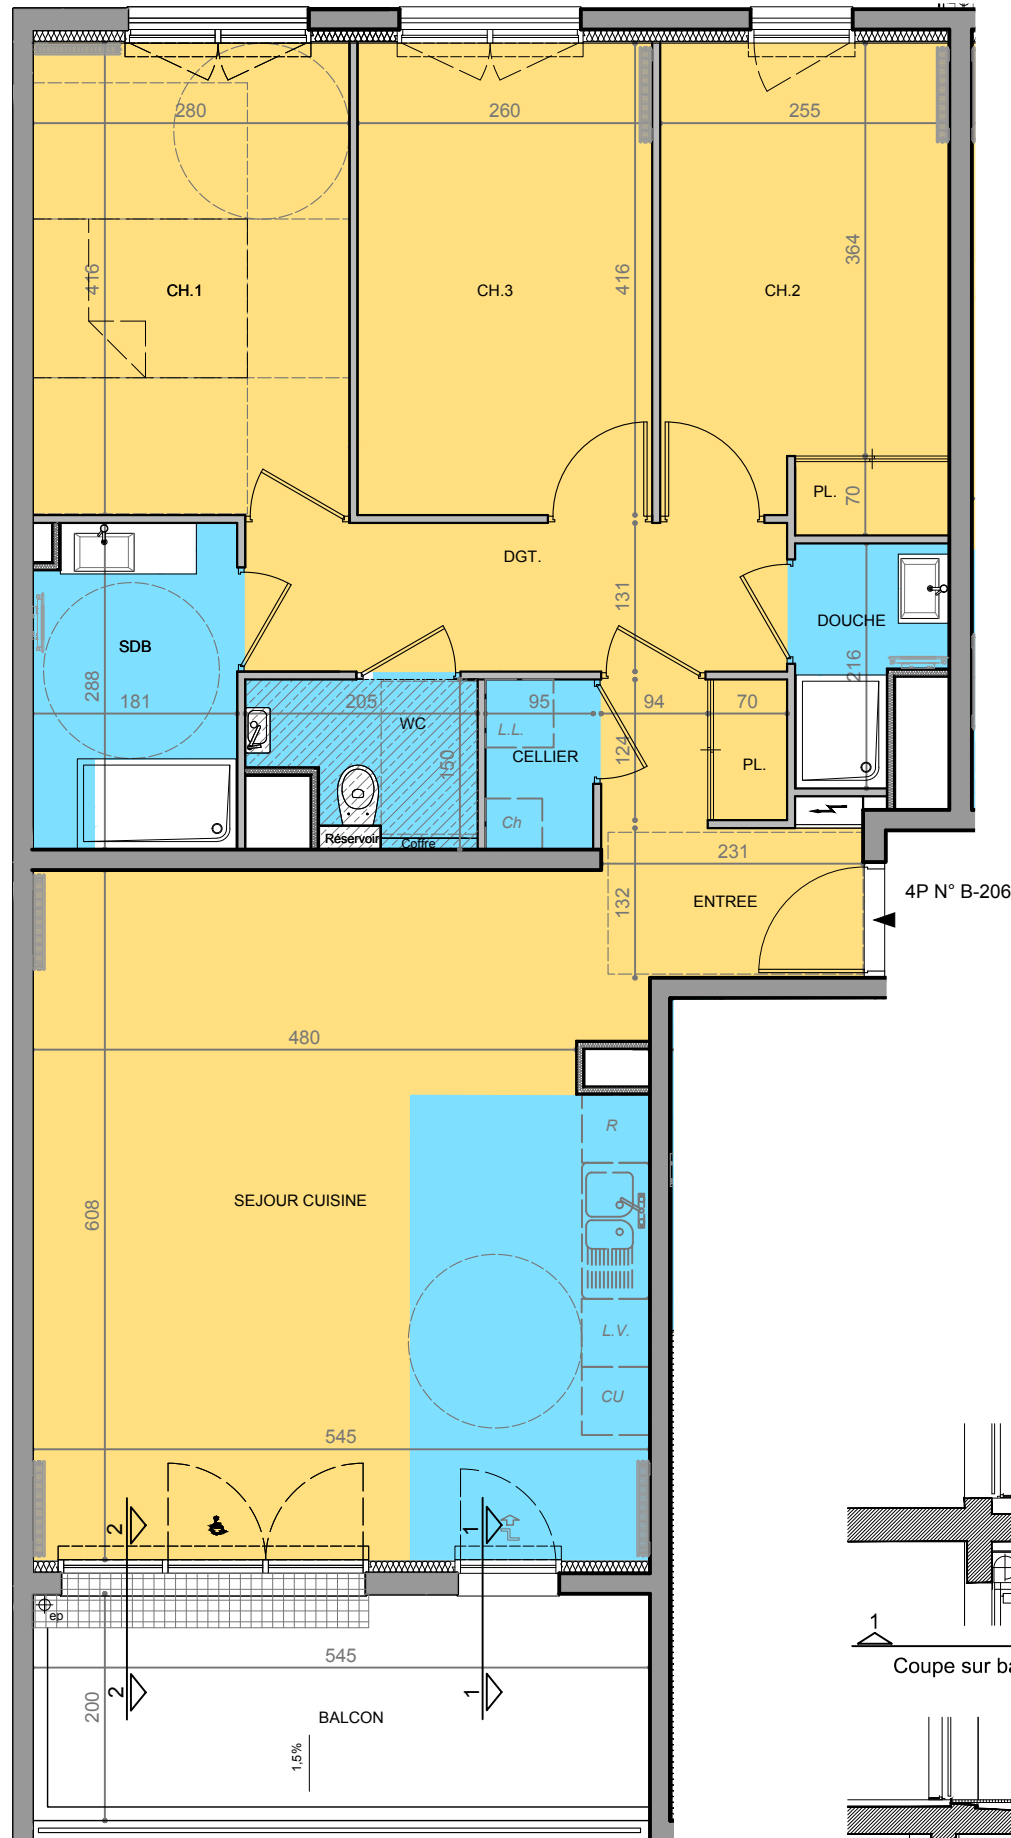 280
260
255
416
416
364
CH.1
CH.3
CH.2
PL.
70
DGT.
131
DOUCHE
216
SDB
288
181
205
WC
150
95
L.L.
CELLIER
Ch
94
124
70
PL.
Réservoir
Coffre
231
132
ENTREE
4P N° B-206
480
R
608
SEJOUR CUISINE
L.V.
CU
545
2
1
ep
545
200
2
1
BALCON
1,5%
1
Coupe sur ba